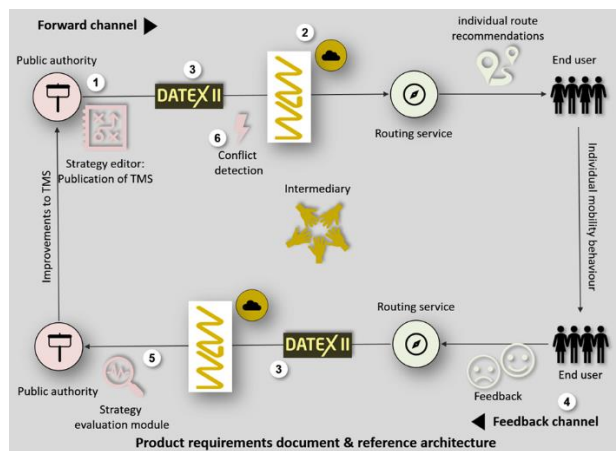 Forward channel
individual route
recommendations
2
Public authority
1
3
End user
DATEX II
Routing service
6
Conflict
detection
Strategy editor:
Publication of TMS
Intermediary
Improvements to TMS
Individual mobility
behaviour
Routing service
DATEX II
3
5
Public authority
Strategy
evaluation module
Feedback
End user
4
Feedback channel
Product requirements document & reference architecture